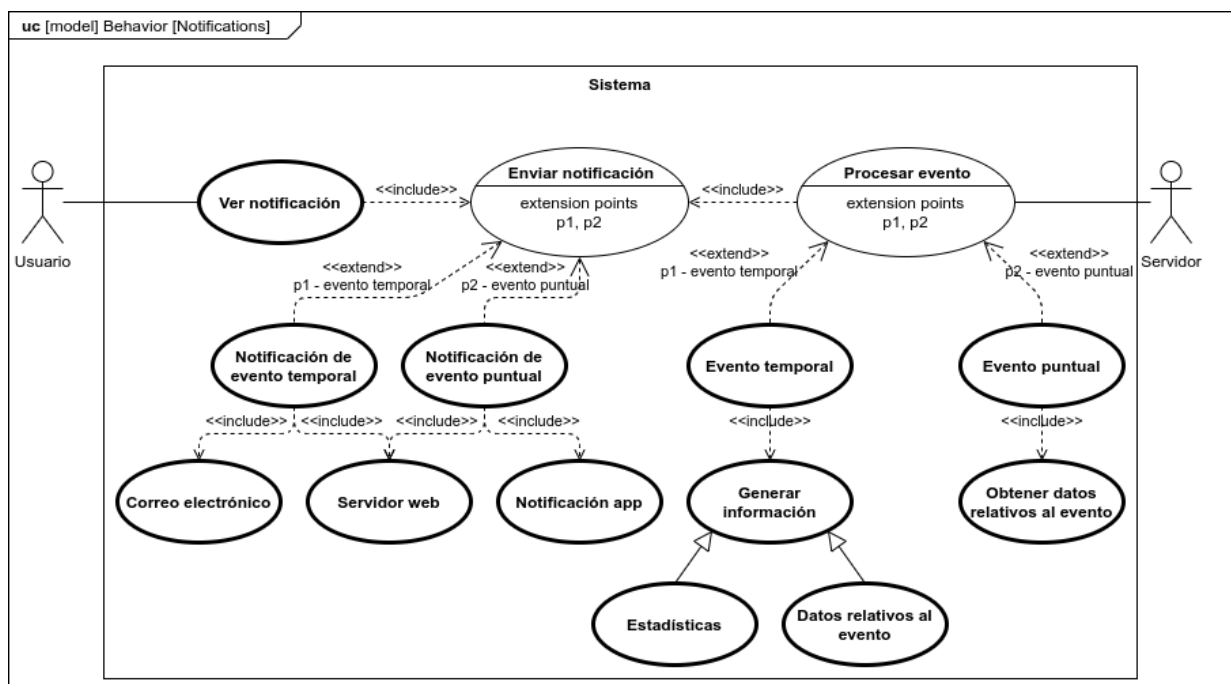 uc [model] Behavior [Notifications]
Sistema
Enviar notificación
extension points
p1, p2
Procesar evento
extension points
p1, p2
Ver notificación
<<include>>
<<include>>
Usuario
Servidor
<<extend>>
p1 - evento temporal
<<extend>>
p2 - evento puntual
<<extend>>
p1 - evento temporal
<<extend>>
p2 - evento puntual
Notificación de
evento temporal
Notificación de
evento puntual
Evento temporal
Evento puntual
<<include>>
<<include>>
<<include>>
<<include>>
<<include>>
<<include>>
Correo electrónico
Servidor web
Notificación app
Generar
información
Obtener datos
relativos al evento
Estadísticas
Datos relativos al
evento